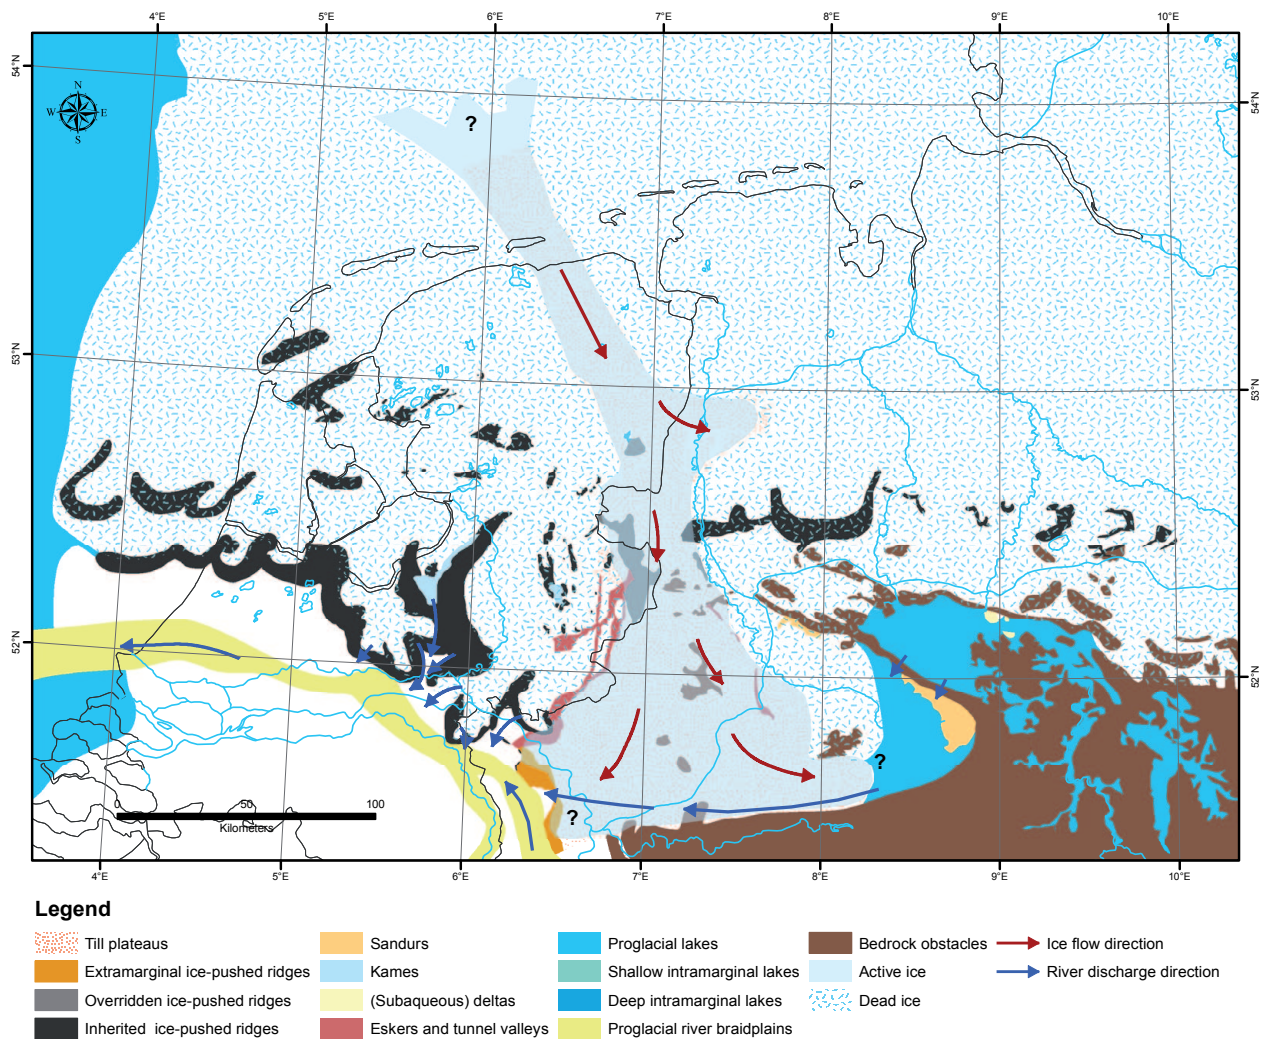 4°E 5°E 6°E 7°E 8°E 9°E 10°E
54°N
54°N
N
W E
S
?
53°N
53°N
52°N
52°N
?
?
0 50 100
Kilometers
4°E 5°E 6°E 7°E 8°E 9°E 10°E
Legend
Till plateaus
Extramarginal ice-pushed ridges
Overridden ice-pushed ridges
Inherited ice-pushed ridges
Sandurs
Kames
(Subaqueous) deltas
Eskers and tunnel valleys
Proglacial lakes
Shallow intramarginal lakes
Deep intramarginal lakes
Proglacial river braidplains
Bedrock obstacles
Active ice
Dead ice
Ice flow direction
River discharge direction